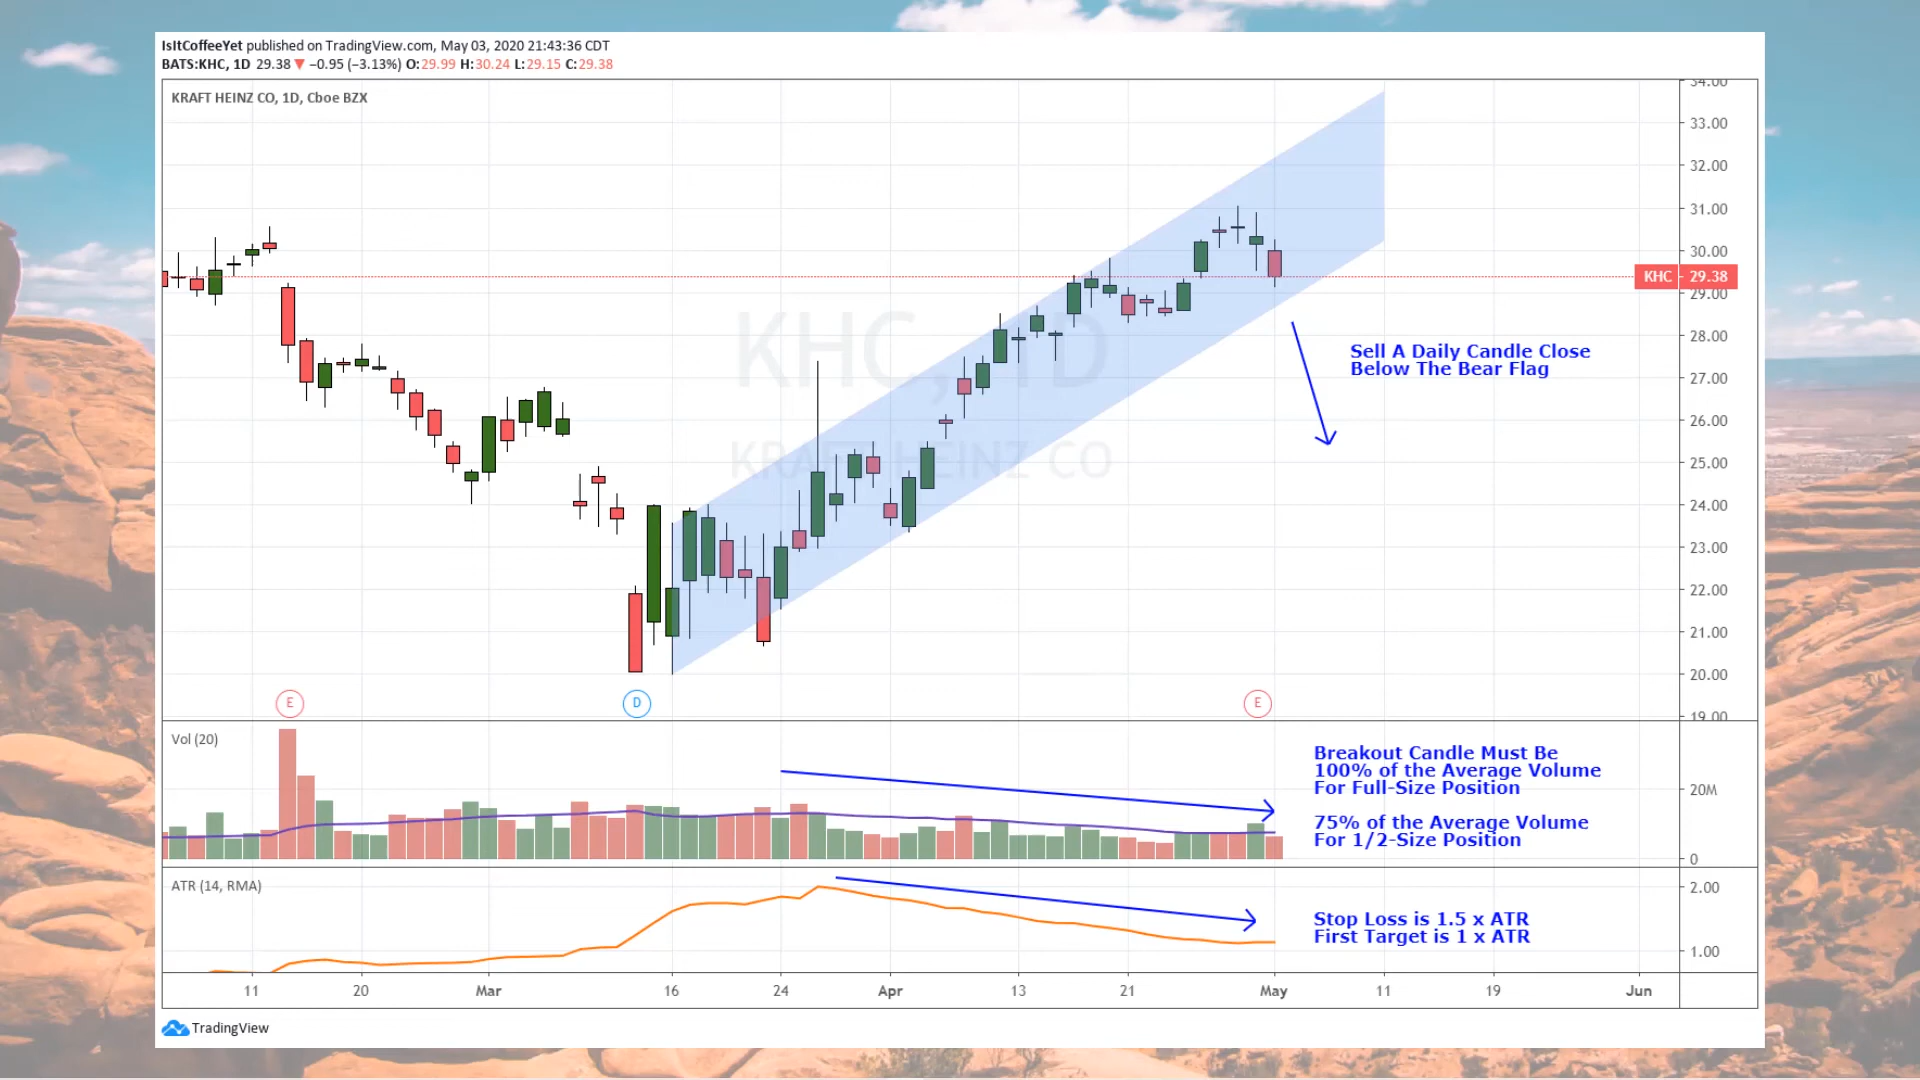 IsItCoffeeYet published on TradingView.com, May 03, 2020 21:43:36 CDT
BATS:KHC, 1D 29.38 ▼ −0.95 (−3.13%) O:29.99 H:30.24 L:29.15 C:29.38
KRAFT HEINZ CO, 1D, Cboe BZX
34.00
33.00
32.00
31.00
30.00
KHC 29.38
29.00
28.00
27.00
26.00
25.00
24.00
23.00
22.00
21.00
20.00
19.00
KHC, 1D
KRAFT HEINZ CO
Sell A Daily Candle Close
Below The Bear Flag
E
D
E
Vol (20)
Breakout Candle Must Be
100% of the Average Volume
For Full-Size Position
75% of the Average Volume
For 1/2-Size Position
20M
0
ATR (14, RMA)
Stop Loss is 1.5 x ATR
First Target is 1 x ATR
2.00
1.00
11 20 Mar 16 24 Apr 13 21 May 11 19 Jun
TradingView